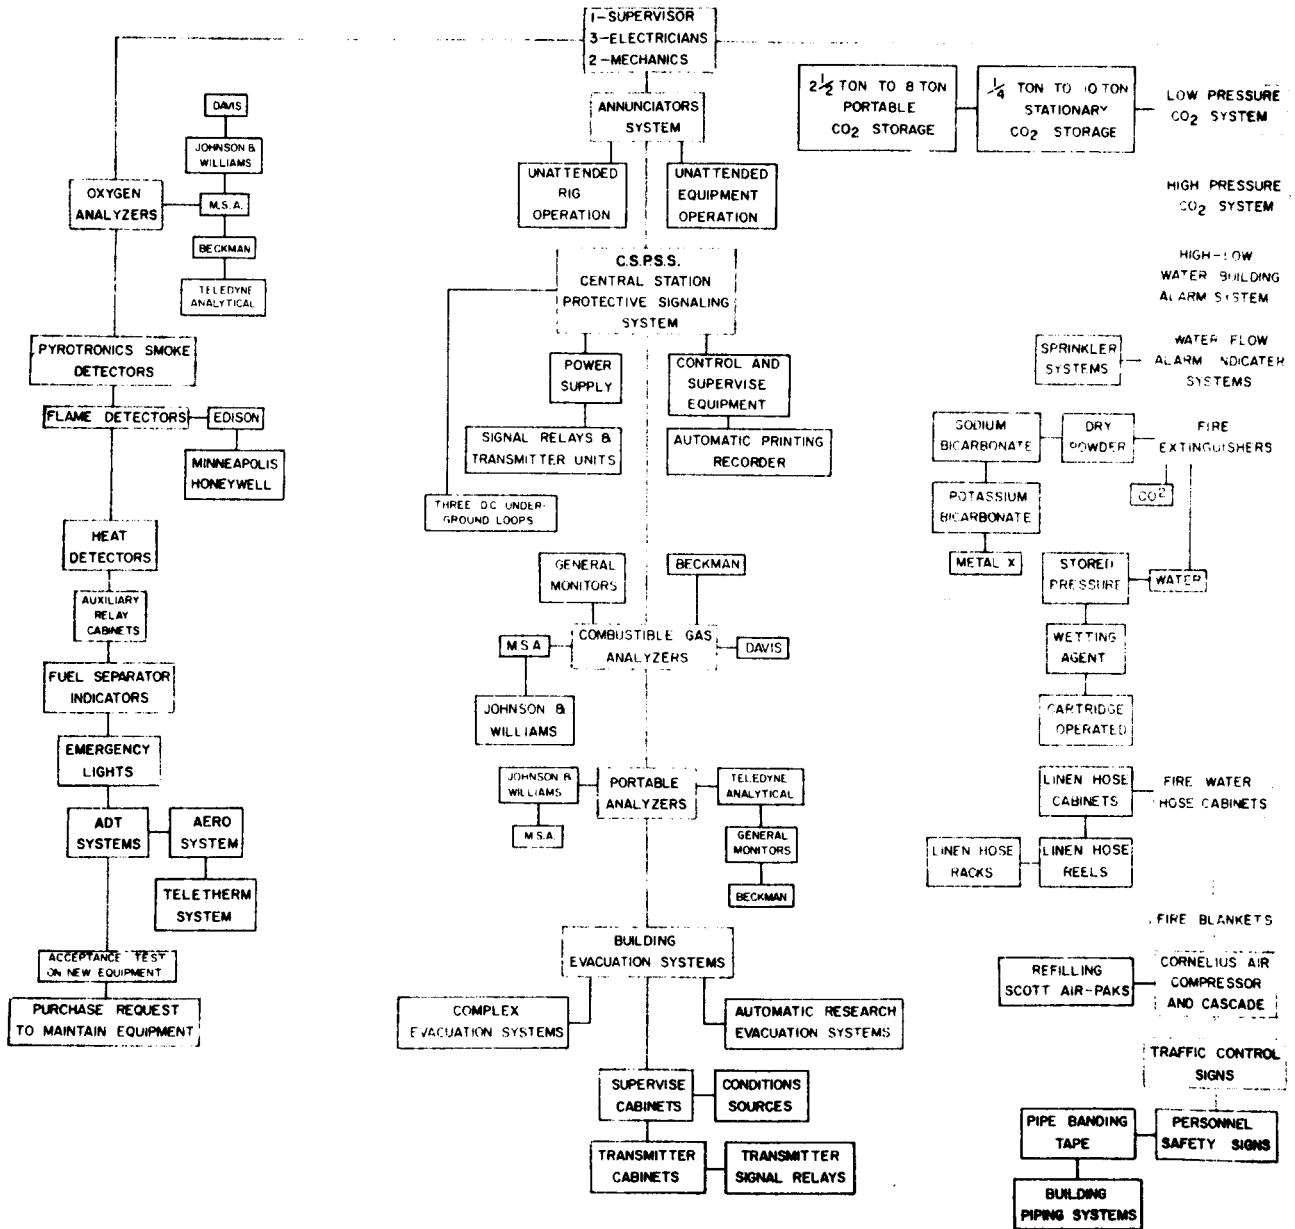 1-SUPERVISOR
3-ELECTRICIANS
2-MECHANICS
DAVIS
JOHNSON &
WILLIAMS
OXYGEN
ANALYZERS
M.S.A.
BECKMAN
TELEDYNE
ANALYTICAL
PYROTRONICS SMOKE
DETECTORS
FLAME DETECTORS
EDISON
MINNEAPOLIS
HONEYWELL
HEAT
DETECTORS
AUXILIARY
RELAY
CABINETS
FUEL SEPARATOR
INDICATORS
EMERGENCY
LIGHTS
ADT
SYSTEMS
AERO
SYSTEM
TELETHERM
SYSTEM
ACCEPTANCE TEST
ON NEW EQUIPMENT
PURCHASE REQUEST
TO MAINTAIN EQUIPMENT
ANNUNCIATORS
SYSTEM
UNATTENDED
RIG
OPERATION
UNATTENDED
EQUIPMENT
OPERATION
C.S.P.S.S.
CENTRAL STATION
PROTECTIVE SIGNALING
SYSTEM
POWER
SUPPLY
CONTROL AND
SUPERVISE
EQUIPMENT
SIGNAL RELAYS &
TRANSMITTER UNITS
AUTOMATIC PRINTING
RECORDER
THREE DC UNDER-
GROUND LOOPS
GENERAL
MONITORS
BECKMAN
M.S.A
COMBUSTIBLE GAS
ANALYZERS
DAVIS
JOHNSON &
WILLIAMS
JOHNSON &
WILLIAMS
PORTABLE
ANALYZERS
TELEDYNE
ANALYTICAL
M.S.A.
GENERAL
MONITORS
BECKMAN
BUILDING
EVACUATION SYSTEMS
COMPLEX
EVACUATION SYSTEMS
AUTOMATIC RESEARCH
EVACUATION SYSTEMS
SUPERVISE
CABINETS
CONDITIONS
SOURCES
TRANSMITTER
CABINETS
TRANSMITTER
SIGNAL RELAYS
2 1/2 TON TO 8 TON
PORTABLE
CO2 STORAGE
1/4 TON TO 10 TON
STATIONARY
CO2 STORAGE
LOW PRESSURE
CO2 SYSTEM
HIGH PRESSURE
CO2 SYSTEM
HIGH-LOW
WATER BUILDING
ALARM SYSTEM
SPRINKLER
SYSTEMS
WATER FLOW
ALARM INDICATER
SYSTEMS
SODIUM
BICARBONATE
DRY
POWDER
FIRE
EXTINGUISHERS
CO2
POTASSIUM
BICARBONATE
METAL X
STORED
PRESSURE
WATER
WETTING
AGENT
CARTRIDGE
OPERATED
LINEN HOSE
CABINETS
FIRE WATER
HOSE CABINETS
LINEN HOSE
RACKS
LINEN HOSE
REELS
FIRE BLANKETS
REFILLING
SCOTT AIR-PAKS
CORNELIUS AIR
COMPRESSOR
AND CASCADE
TRAFFIC CONTROL
SIGNS
PIPE BANDING
TAPE
PERSONNEL
SAFETY SIGNS
BUILDING
PIPING SYSTEMS